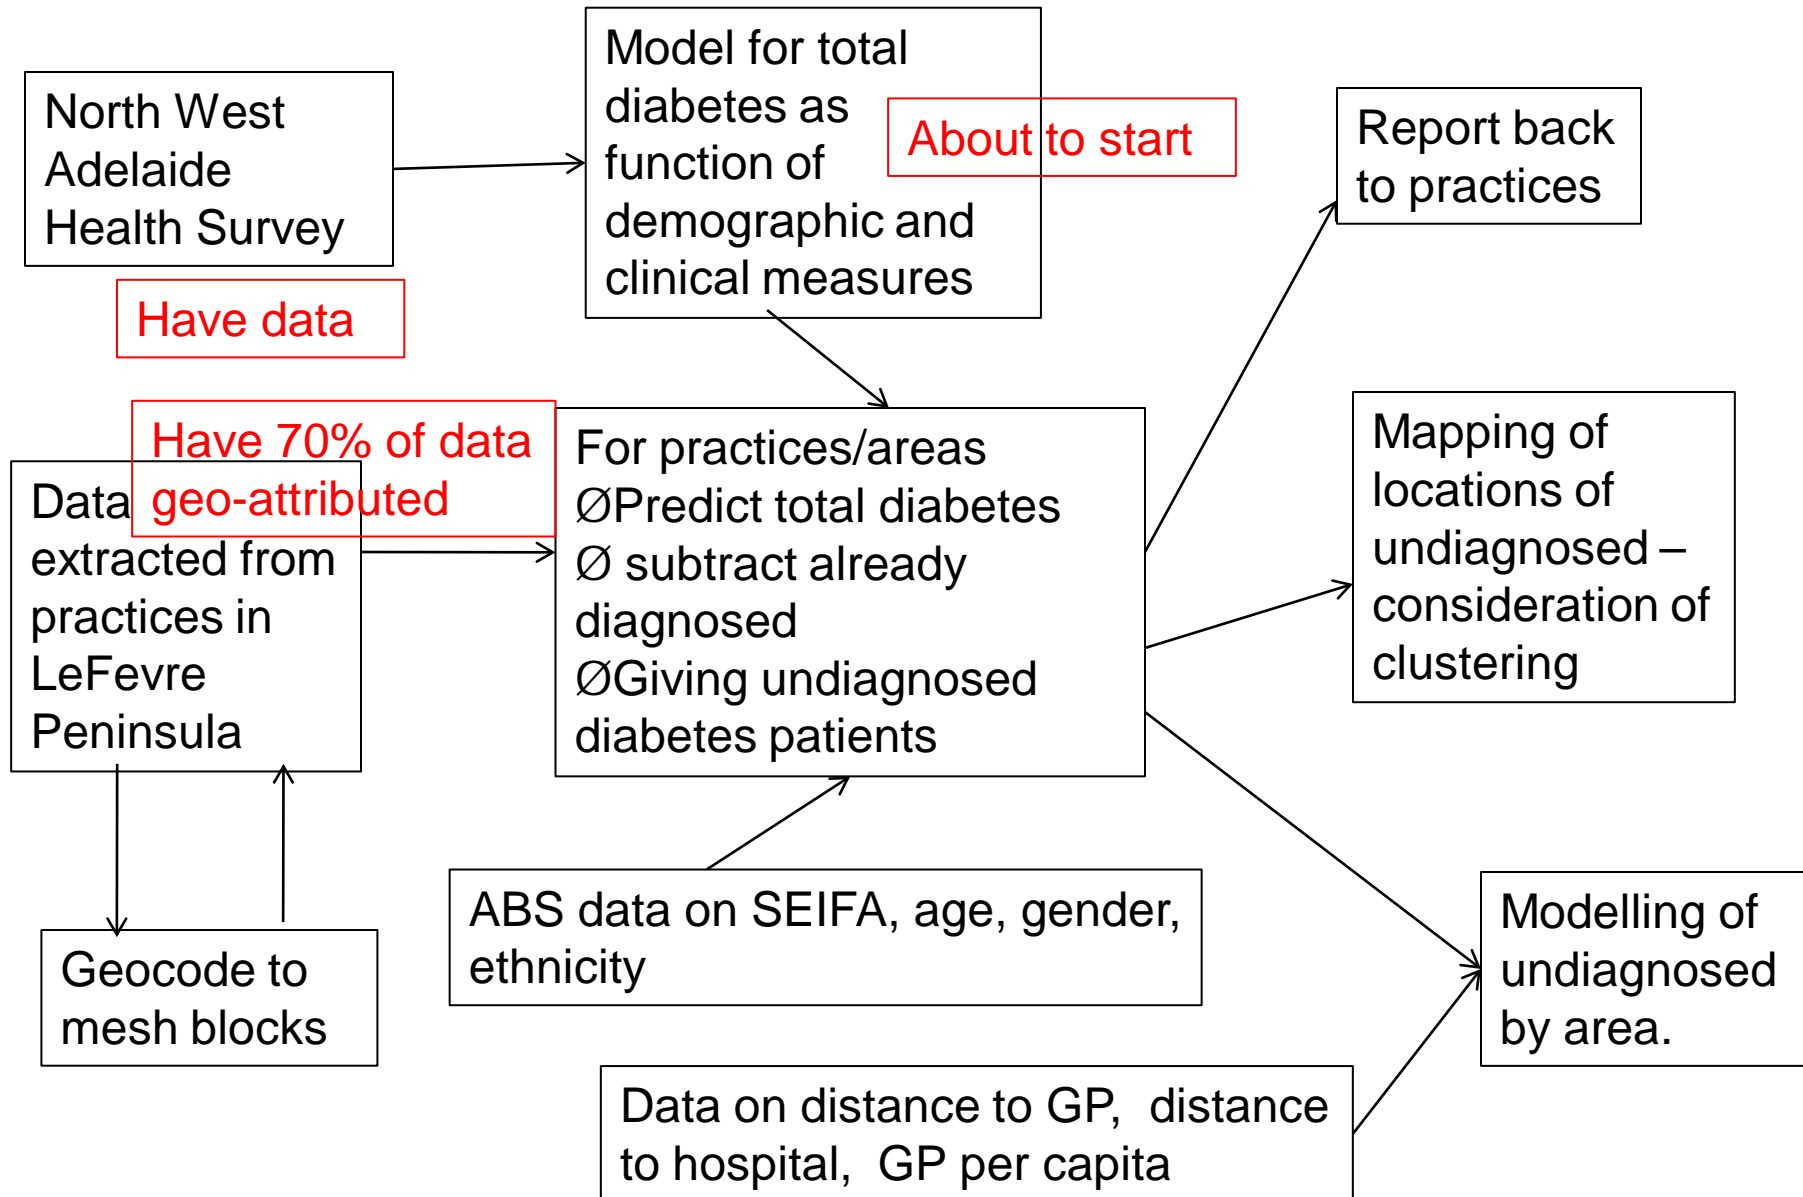 North West
Adelaide
Health Survey
Have data
Model for total
diabetes as
function of
demographic and
clinical measures
About to start
Report back
to practices
Have 70% of data
geo-attributed
Data
extracted from
practices in
LeFevre
Peninsula
For practices/areas
ØPredict total diabetes
Ø subtract already
diagnosed
ØGiving undiagnosed
diabetes patients
Mapping of
locations of
undiagnosed –
consideration of
clustering
Geocode to
mesh blocks
ABS data on SEIFA, age, gender,
ethnicity
Modelling of
undiagnosed
by area.
Data on distance to GP,  distance
to hospital,  GP per capita